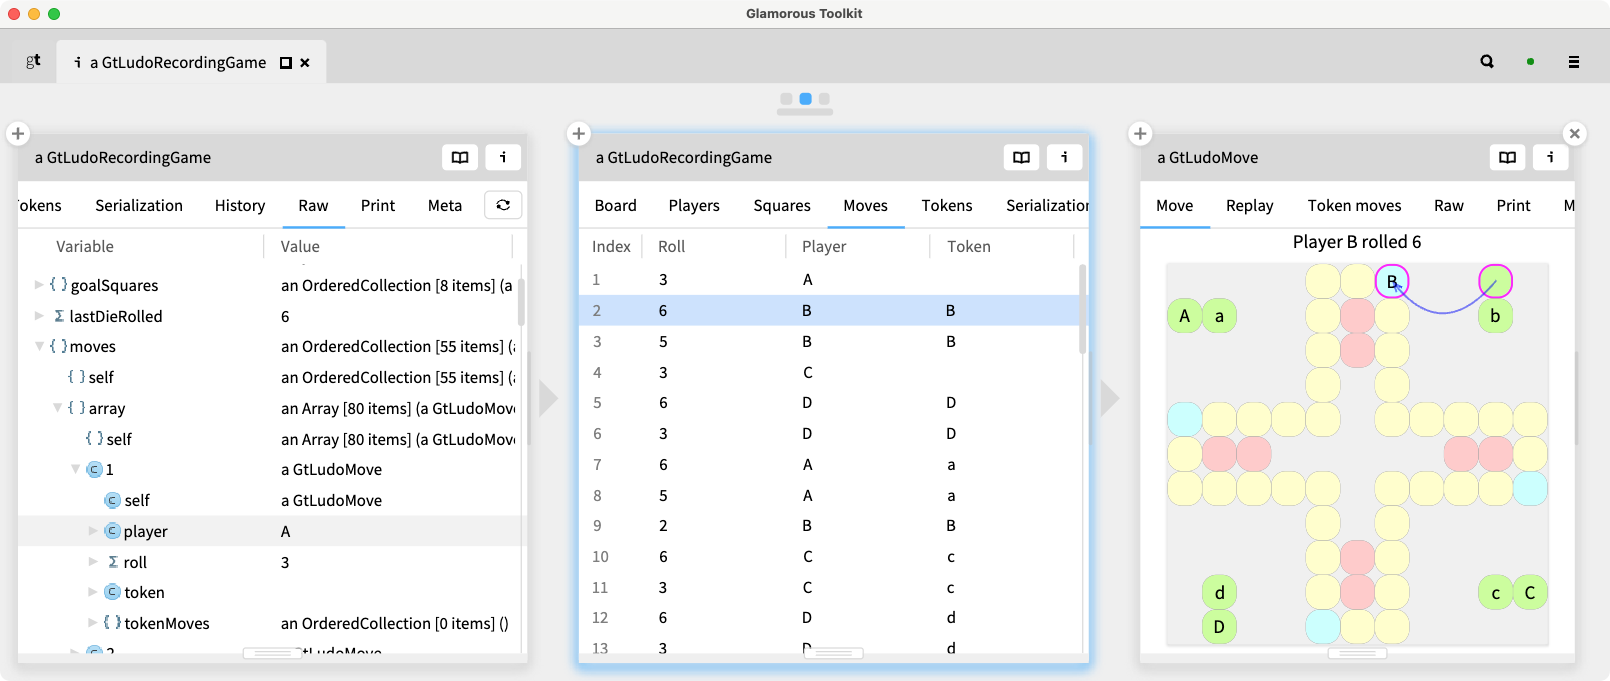 Glamorous Toolkit
gt
i a GtLudoRecordingGame
a GtLudoRecordingGame
i
Serialization History Raw Print Meta
Variable Value
goalSquares an OrderedCollection [8 items] (a
Σ lastDieRolled 6
{ } moves an OrderedCollection [55 items] (a
{ } self an OrderedCollection [55 items] (a
{ } array an Array [80 items] (a GtLudoMov
{ } self an Array [80 items] (a GtLudoMov
C 1 a GtLudoMove
C self a GtLudoMove
C player A
Σ roll 3
C token
{ } tokenMoves an OrderedCollection [0 items] ()
a GtLudoRecordingGame
i
Board Players Squares Moves Tokens Serialization
Index Roll Player Token
1 3 A
2 6 B B
3 5 B B
4 3 C
5 6 D D
6 3 D D
7 6 A a
8 5 A a
9 2 B B
10 6 C c
11 3 C c
12 6 D d
13 3 D d
a GtLudoMove
i
Move Replay Token moves Raw Print M
Player B rolled 6
B
A a b
d c C
D